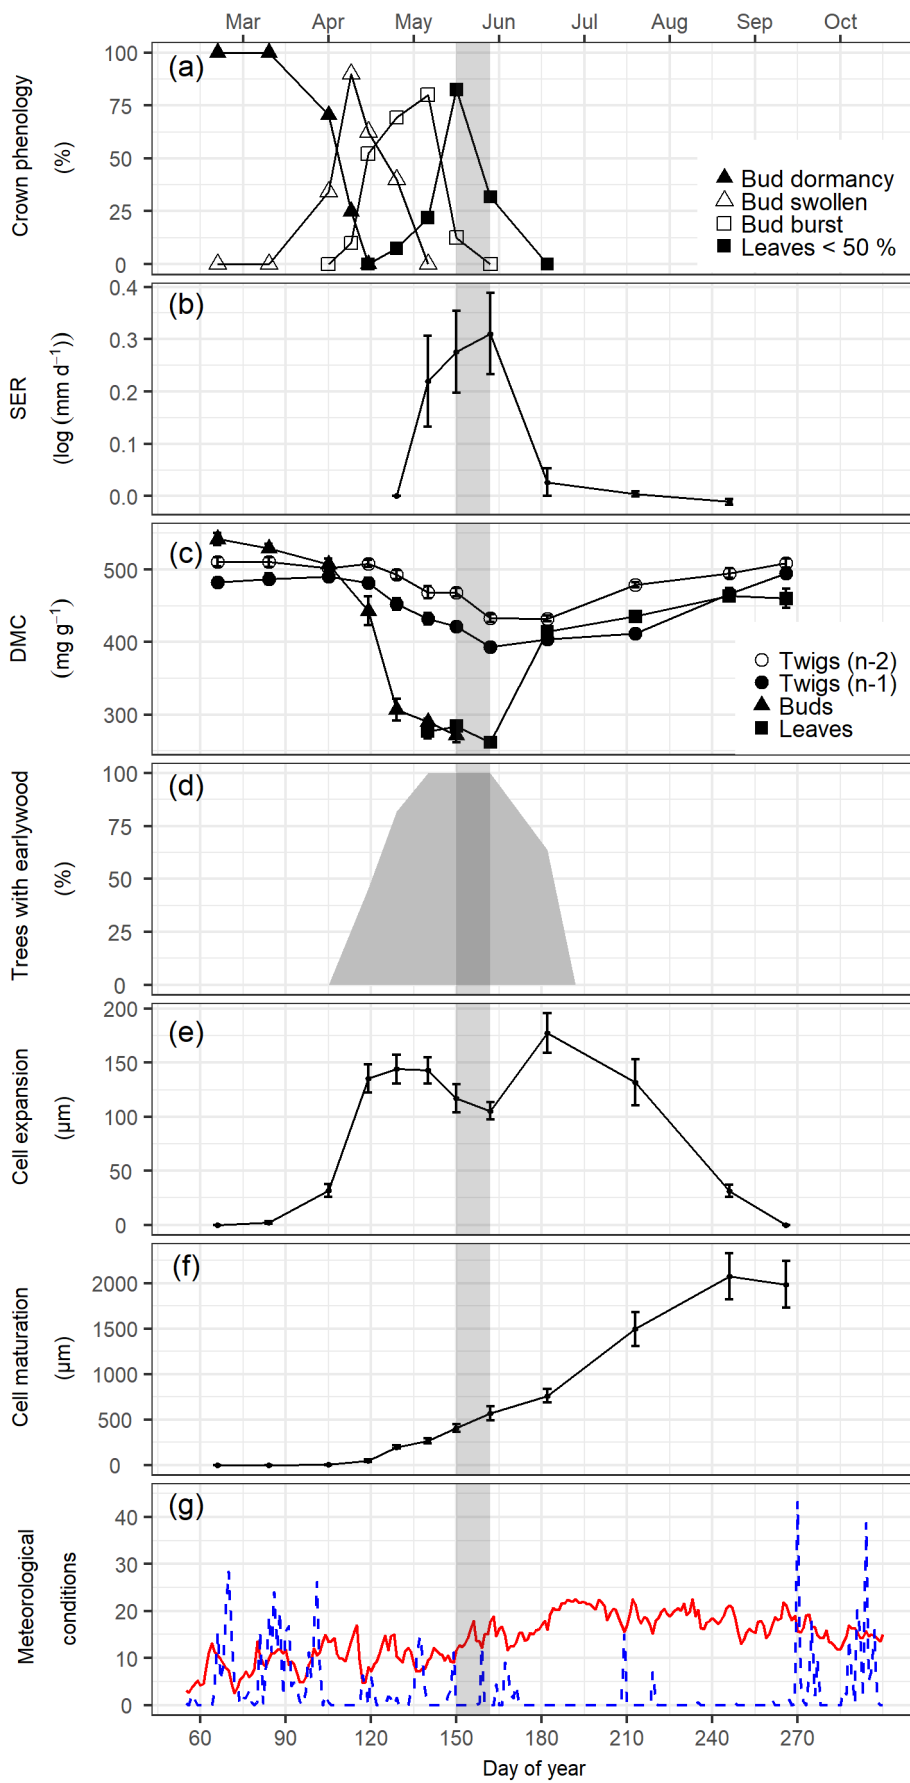 Mar Apr May Jun Jul Aug Sep Oct
(a)
Crown phenology
(%)
100
75
50
25
0
Bud dormancy
Bud swollen
Bud burst
Leaves < 50 %
(b)
SER
(log (mm d⁻¹))
0.4
0.3
0.2
0.1
0.0
(c)
DMC
(mg g⁻¹)
500
400
300
Twigs (n-2)
Twigs (n-1)
Buds
Leaves
(d)
Trees with earlywood
(%)
100
75
50
25
0
(e)
Cell expansion
(µm)
200
150
100
50
0
(f)
Cell maturation
(µm)
2000
1500
1000
500
0
(g)
Meteorological
conditions
40
30
20
10
0
60 90 120 150 180 210 240 270
Day of year